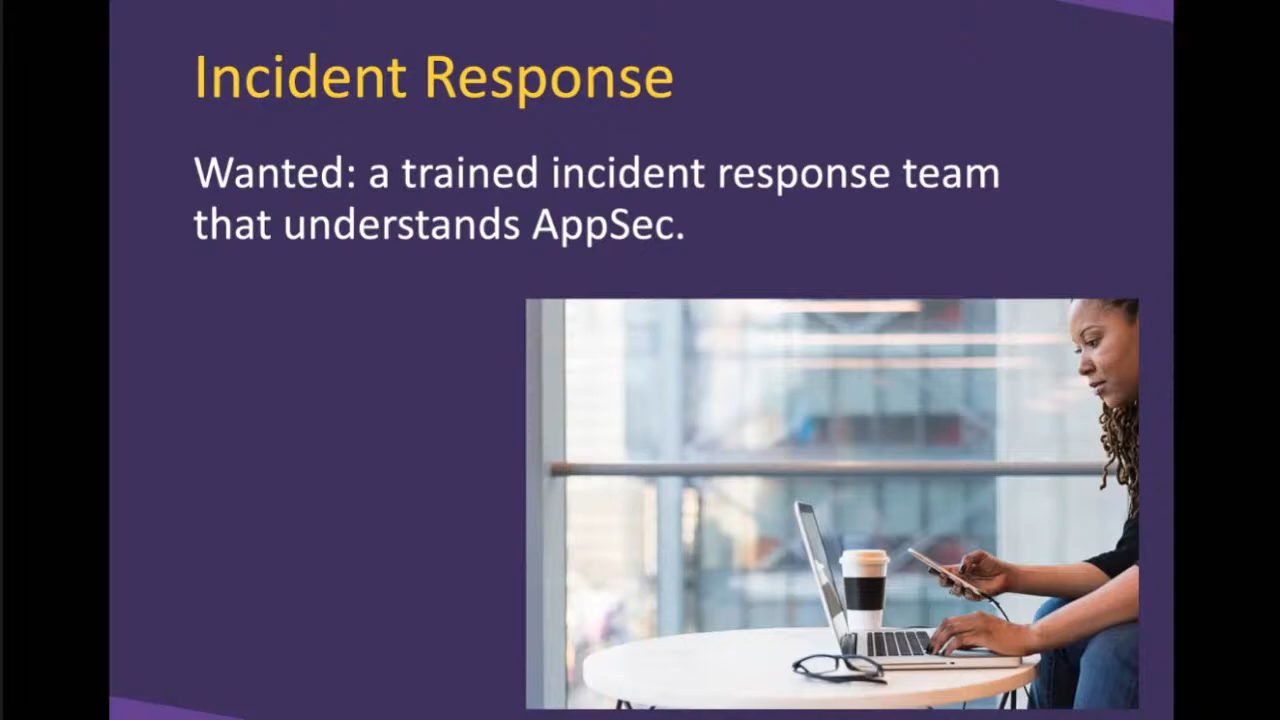 Incident Response
Wanted: a trained incident response team
that understands AppSec.